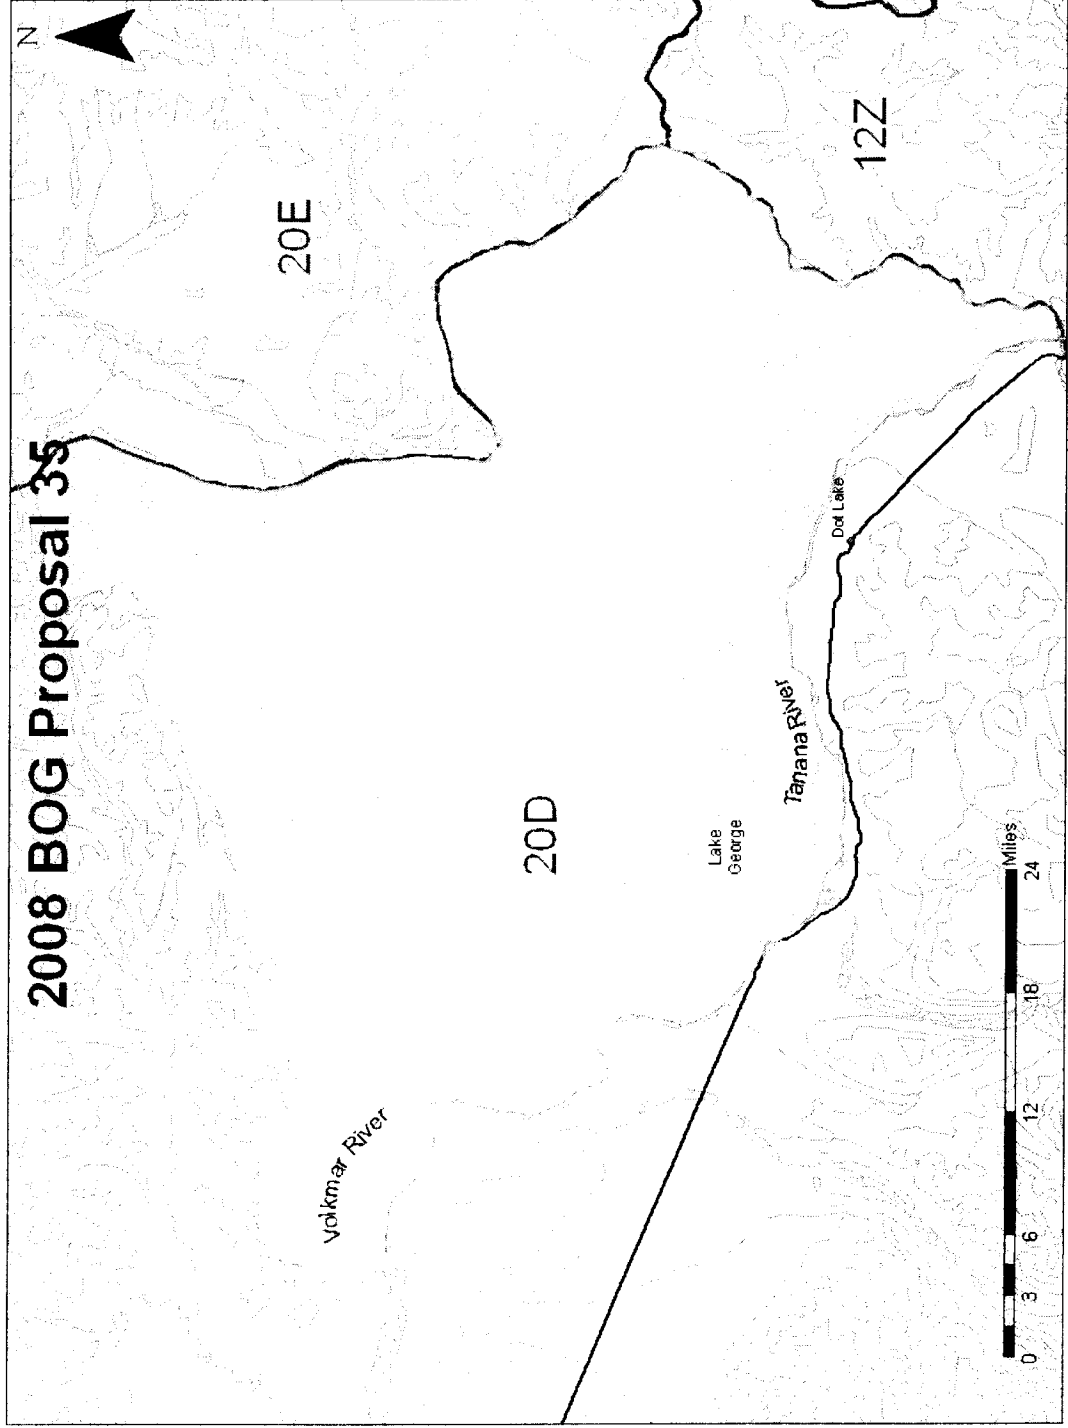 2008 BOG Proposal 35
N
20E
12Z
20D
Volkmar River
Lake
George
Tanana River
Dot Lake
0 3 6 12 18 24
Miles